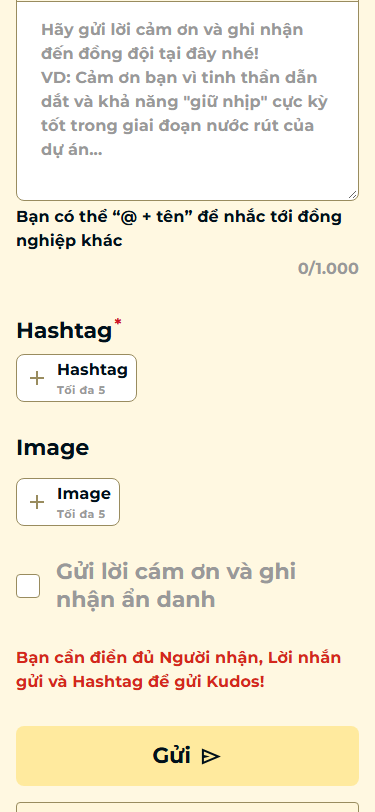 Hãy gửi lời cảm ơn và ghi nhận
đến đồng đội tại đây nhé!
VD: Cảm ơn bạn vì tinh thần dẫn
dắt và khả năng "giữ nhịp" cực kỳ
tốt trong giai đoạn nước rút của
dự án...
Bạn có thể “@ + tên” để nhắc tới đồng
nghiệp khác
0/1.000
Hashtag*
Hashtag
Tối đa 5
Image
Image
Tối đa 5
Gửi lời cám ơn và ghi
nhận ẩn danh
Bạn cần điền đủ Người nhận, Lời nhắn
gửi và Hashtag để gửi Kudos!
Gửi